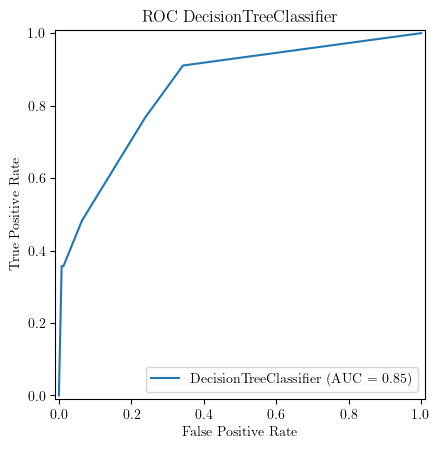 ROC DecisionTreeClassifier
1.0
0.8
0.6
0.4
0.2
0.0
True Positive Rate
DecisionTreeClassifier (AUC = 0.85)
0.0 0.2 0.4 0.6 0.8 1.0
False Positive Rate